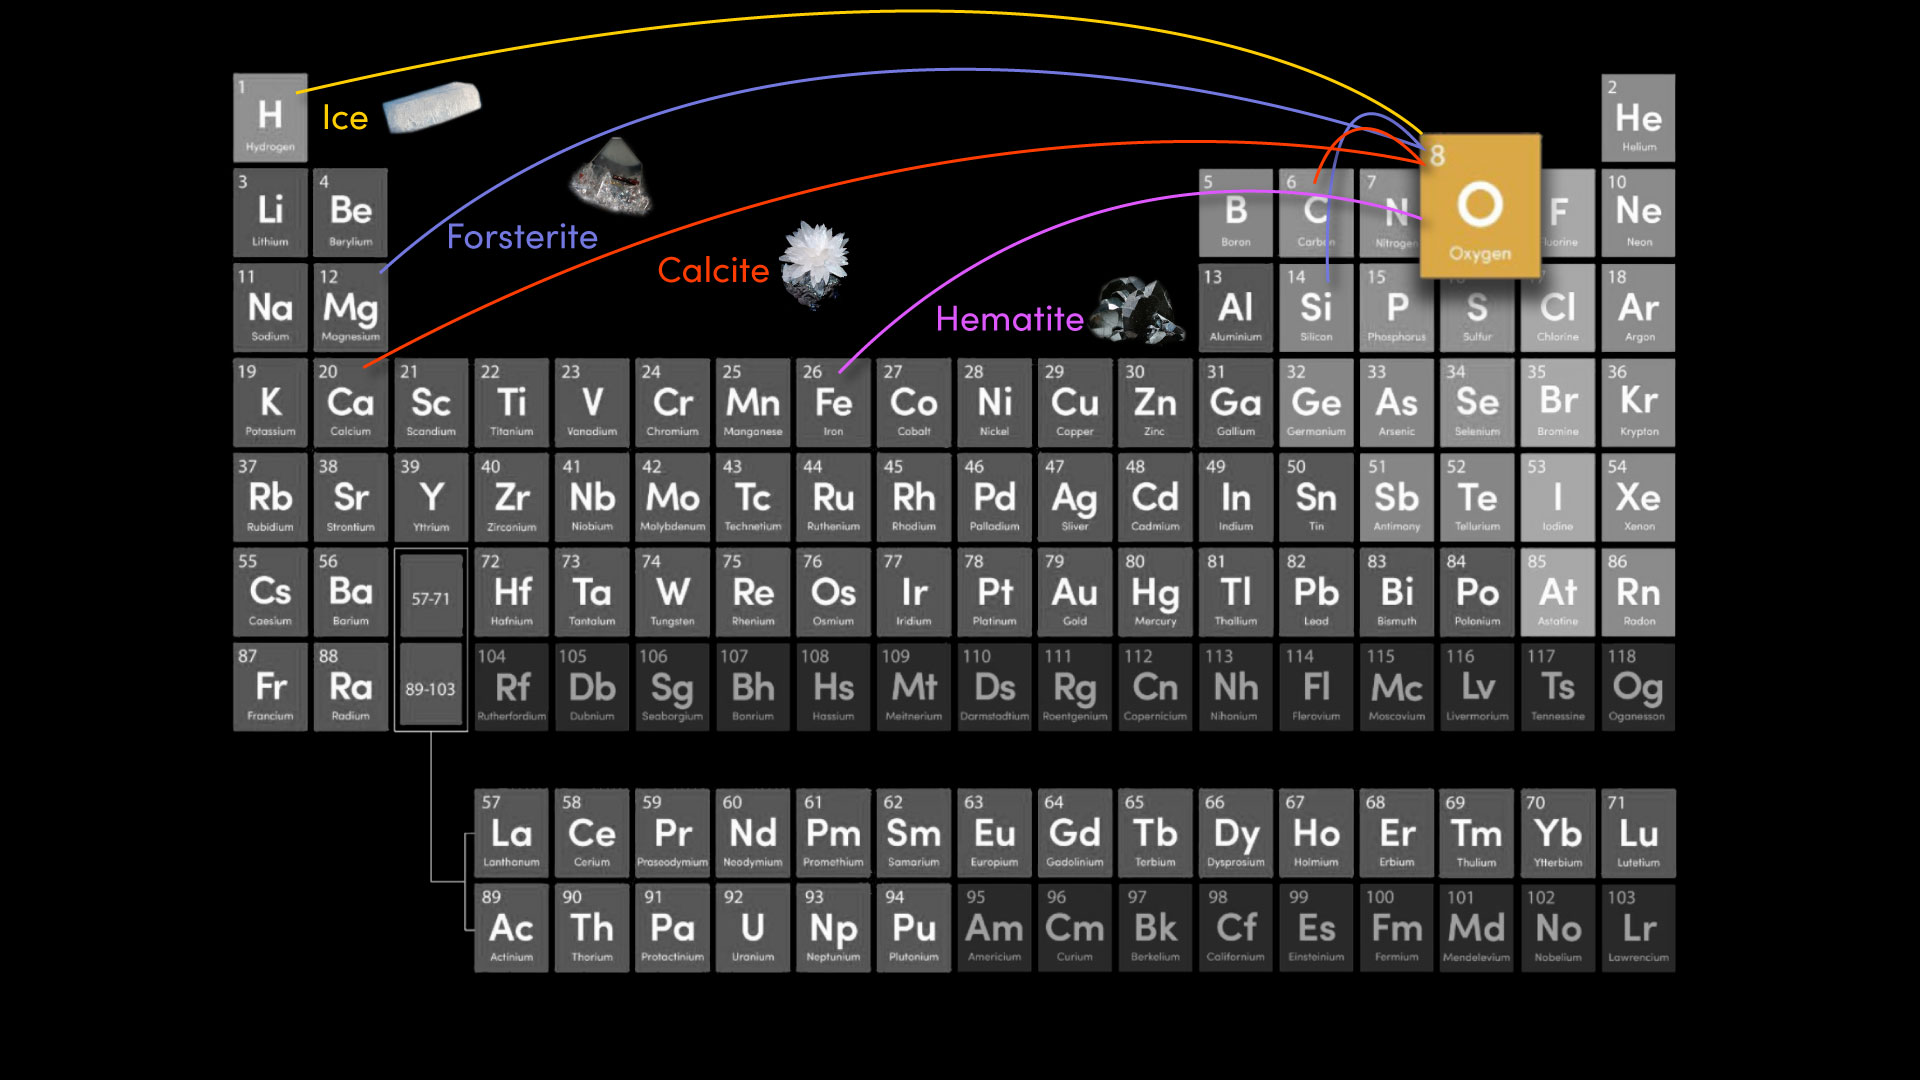 1 2
H He
Hydrogen Helium
Ice
3 4 5 6 7 8 10
Li Be B C N O F Ne
Lithium Berylium Boron Carbon Nitrogen Oxygen Neon
Forsterite
Calcite
Hematite
11 12 13 14 15 16 17 18
Na Mg Al Si P S Cl Ar
Sodium Magnesium Aluminium Silicon Phosphorus Sulfur Chlorine Argon
19 20 21 22 23 24 25 26 27 28 29 30 31 32 33 34 35 36
K Ca Sc Ti V Cr Mn Fe Co Ni Cu Zn Ga Ge As Se Br Kr
Potassium Calcium Scandium Titanium Vanadium Chromium Manganese Iron Cobalt Nickel Copper Zinc Gallium Germanium Arsenic Selenium Bromine Krypton
37 38 39 40 41 42 43 44 45 46 47 48 49 50 51 52 53 54
Rb Sr Y Zr Nb Mo Tc Ru Rh Pd Ag Cd In Sn Sb Te I Xe
Rubidium Strontium Yttrium Zirconium Niobium Molybdenum Technetium Ruthenium Rhodium Palladium Sliver Cadmium Indium Tin Antimany Tellurium Iodine Xenon
55 56 72 73 74 75 76 77 78 79 80 81 82 83 84 85 86
Cs Ba 57-71 Hf Ta W Re Os Ir Pt Au Hg Tl Pb Bi Po At Rn
Caesium Barium Hafnium Tantalum Tungsten Rhenium Osmium Iridium Platinum Gold Mercury Thallium Lead Bismuth Polonium Astatine Radon
87 88 104 105 106 107 108 109 110 111 112 113 114 115 116 117 118
Fr Ra 89-103 Rf Db Sg Bh Hs Mt Ds Rg Cn Nh Fl Mc Lv Ts Og
Francium Radium Rutherfordium Dubnium Seaborgium Bonrium Hassium Meitnerium Darmstadtium Roentgenium Copernicium Nihonium Flerovium Moscovium Livermorium Tennessine Oganesson
57 58 59 60 61 62 63 64 65 66 67 68 69 70 71
La Ce Pr Nd Pm Sm Eu Gd Tb Dy Ho Er Tm Yb Lu
Lanthanum Cerium Praseodymium Neodymium Promethium Samarium Europium Gadolinium Terbium Dysprosium Holmium Erbium Thulium Ytterbium Lutetium
89 90 91 92 93 94 95 96 97 98 99 100 101 102 103
Ac Th Pa U Np Pu Am Cm Bk Cf Es Fm Md No Lr
Actinium Thorium Protactinium Uranium Neptunium Plutonium Americium Curium Berkelium Californium Einsteinium Fermium Mendelevium Nobelium Lawrencium